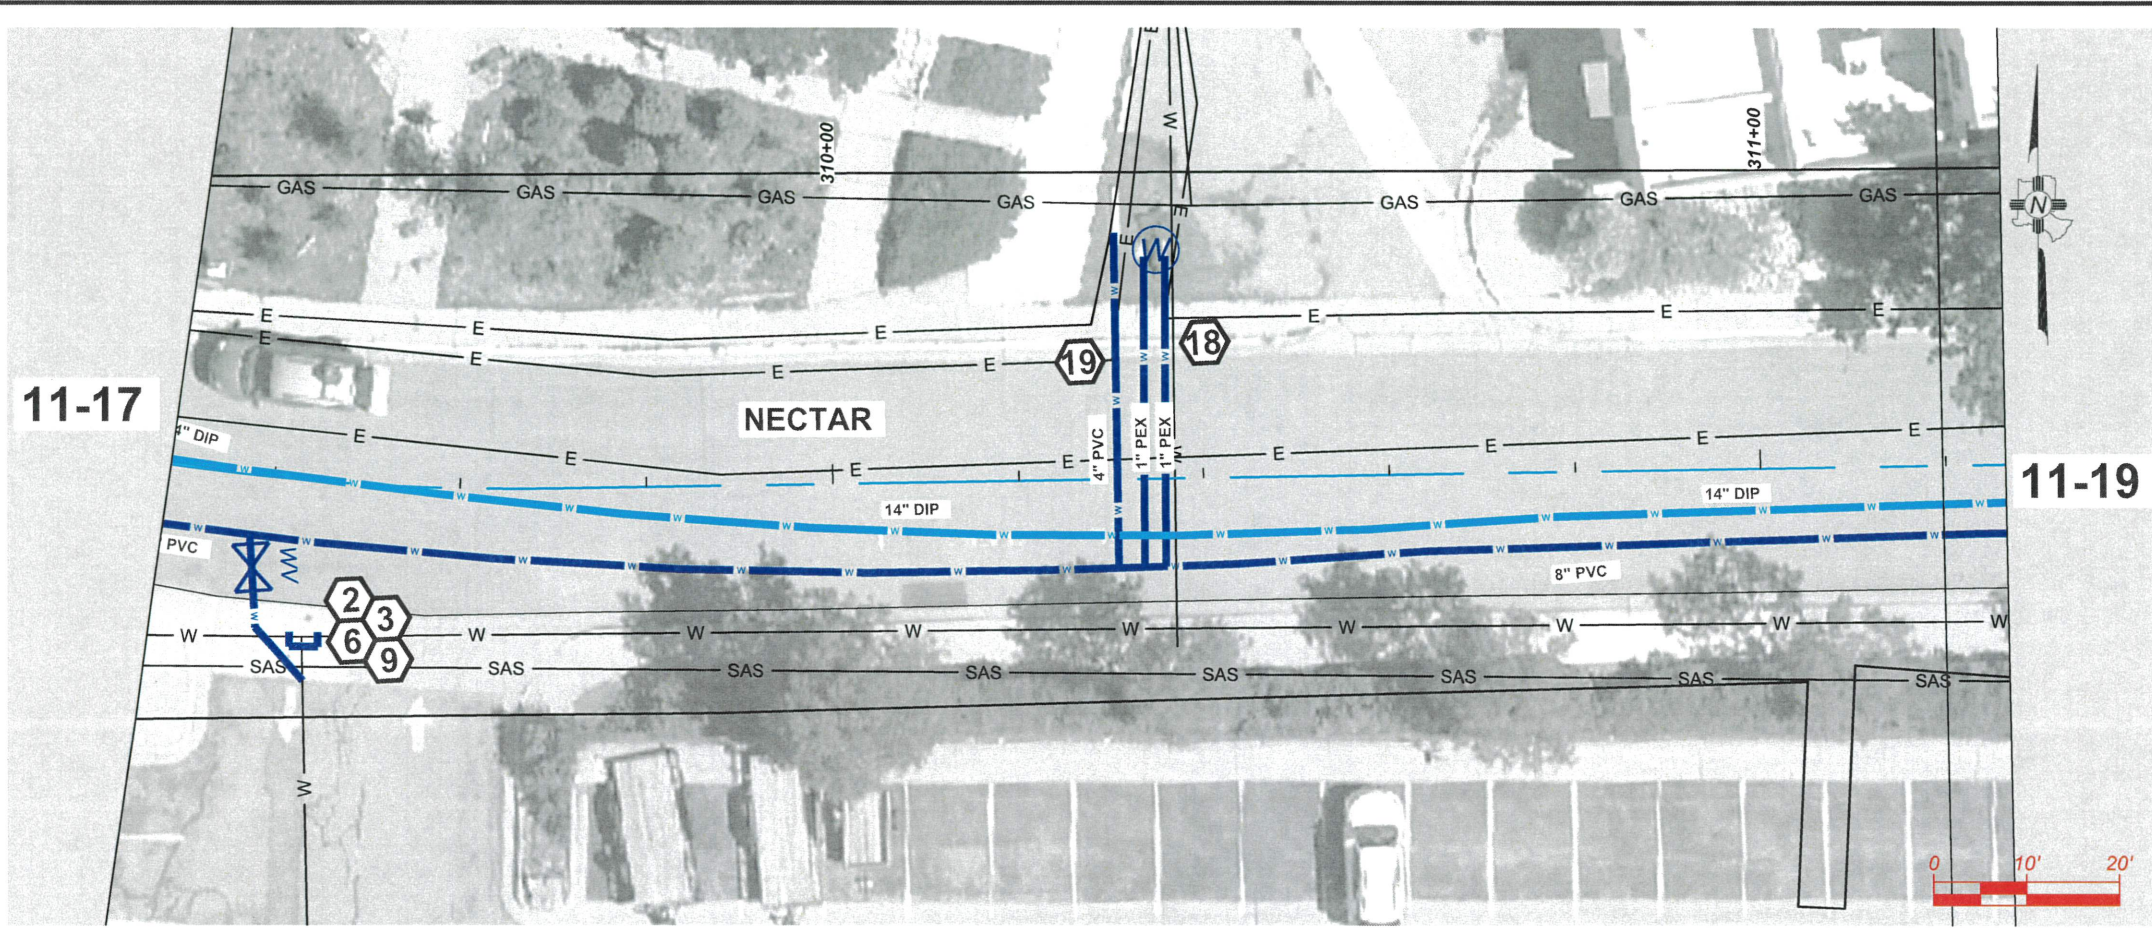 E
W
310+00
311+00
GAS GAS GAS GAS GAS GAS GAS
N
E
E
W
W
E E E E E E
E E E
W W W
19
18
11-17
NECTAR
4" PVC
1" PEX
1" PEX
4" DIP
E E E E E E E E
W
11-19
W W W W W W W W W W W W W W W W W
14" DIP
14" DIP
W W W W W W W W W W W W W W W W W
PVC
WV
8" PVC
W
2
3
6
9
W W W W W W W W W
SAS SAS SAS SAS SAS SAS SAS SAS
W
0 10' 20'